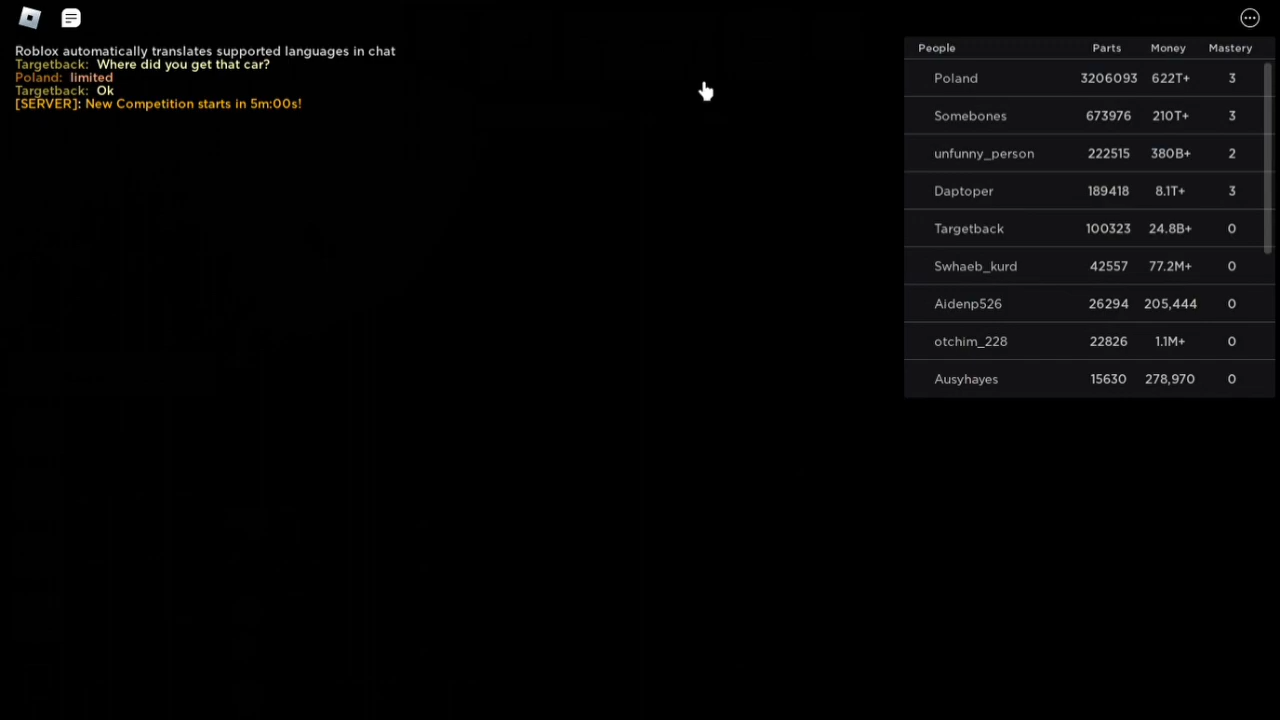 Roblox automatically translates supported languages in chat
Targetback: Where did you get that car?
Poland: limited
Targetback: Ok
[SERVER]: New Competition starts in 5m:00s!
People Parts Money Mastery
Poland 3206093 622T+ 3
Somebones 673976 210T+ 3
unfunny_person 222515 380B+ 2
Daptoper 189418 8.1T+ 3
Targetback 100323 24.8B+ 0
Swhaeb_kurd 42557 77.2M+ 0
Aidenp526 26294 205,444 0
otchim_228 22826 1.1M+ 0
Ausyhayes 15630 278,970 0